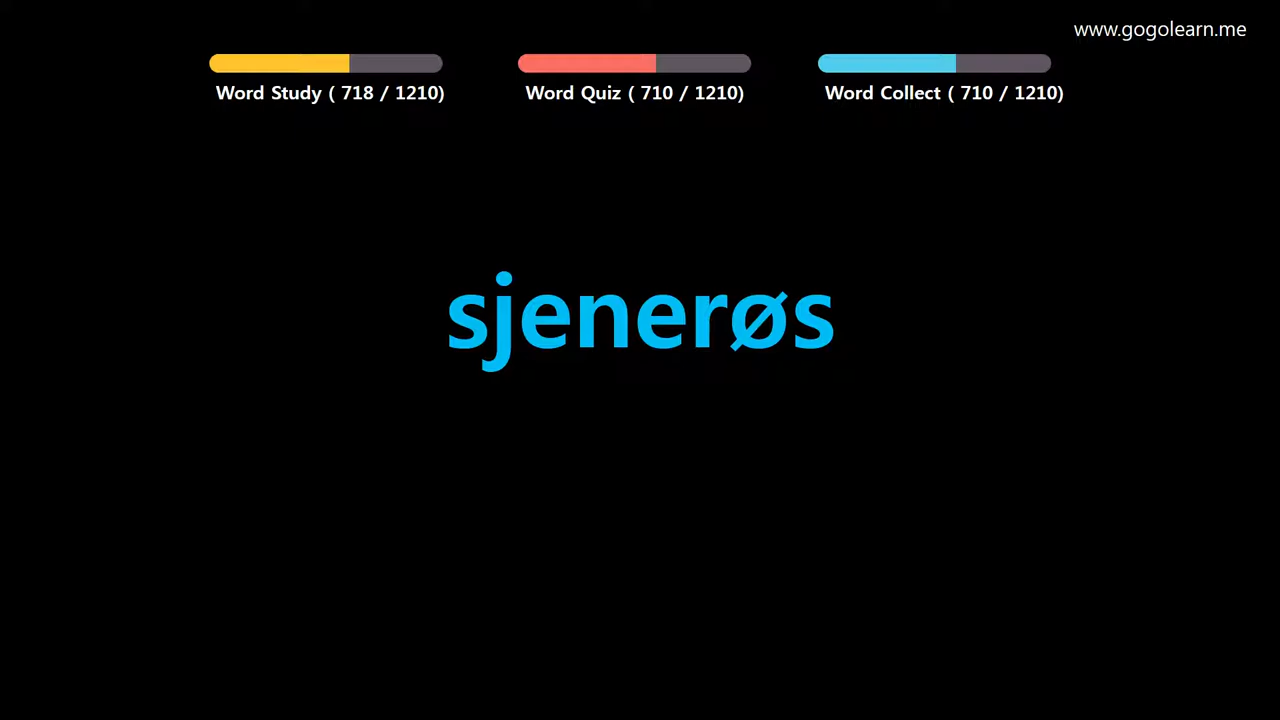 www.gogolearn.me
Word Study ( 718 / 1210)
Word Quiz ( 710 / 1210)
Word Collect ( 710 / 1210)
sjenerøs